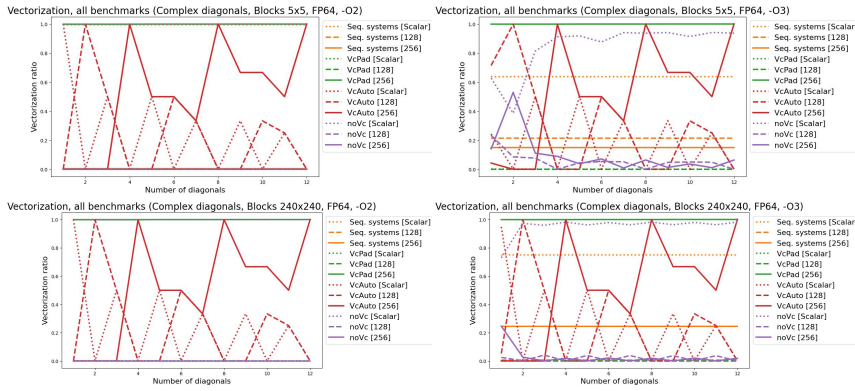 Vectorization, all benchmarks (Complex diagonals, Blocks 5x5, FP64, -O2)
Vectorization ratio
1.0
0.8
0.6
0.4
0.2
0.0
2
4
6
8
10
12
Number of diagonals
Seq. systems [Scalar]
Seq. systems [128]
Seq. systems [256]
VcPad [Scalar]
VcPad [128]
VcPad [256]
VcAuto [Scalar]
VcAuto [128]
VcAuto [256]
noVc [Scalar]
noVc [128]
noVc [256]
Vectorization, all benchmarks (Complex diagonals, Blocks 5x5, FP64, -O3)
Vectorization ratio
1.0
0.8
0.6
0.4
0.2
0.0
2
4
6
8
10
12
Number of diagonals
Seq. systems [Scalar]
Seq. systems [128]
Seq. systems [256]
VcPad [Scalar]
VcPad [128]
VcPad [256]
VcAuto [Scalar]
VcAuto [128]
VcAuto [256]
noVc [Scalar]
noVc [128]
noVc [256]
Vectorization, all benchmarks (Complex diagonals, Blocks 240x240, FP64, -O2)
Vectorization ratio
1.0
0.8
0.6
0.4
0.2
0.0
2
4
6
8
10
12
Number of diagonals
Seq. systems [Scalar]
Seq. systems [128]
Seq. systems [256]
VcPad [Scalar]
VcPad [128]
VcPad [256]
VcAuto [Scalar]
VcAuto [128]
VcAuto [256]
noVc [Scalar]
noVc [128]
noVc [256]
Vectorization, all benchmarks (Complex diagonals, Blocks 240x240, FP64, -O3)
Vectorization ratio
1.0
0.8
0.6
0.4
0.2
0.0
2
4
6
8
10
12
Number of diagonals
Seq. systems [Scalar]
Seq. systems [128]
Seq. systems [256]
VcPad [Scalar]
VcPad [128]
VcPad [256]
VcAuto [Scalar]
VcAuto [128]
VcAuto [256]
noVc [Scalar]
noVc [128]
noVc [256]